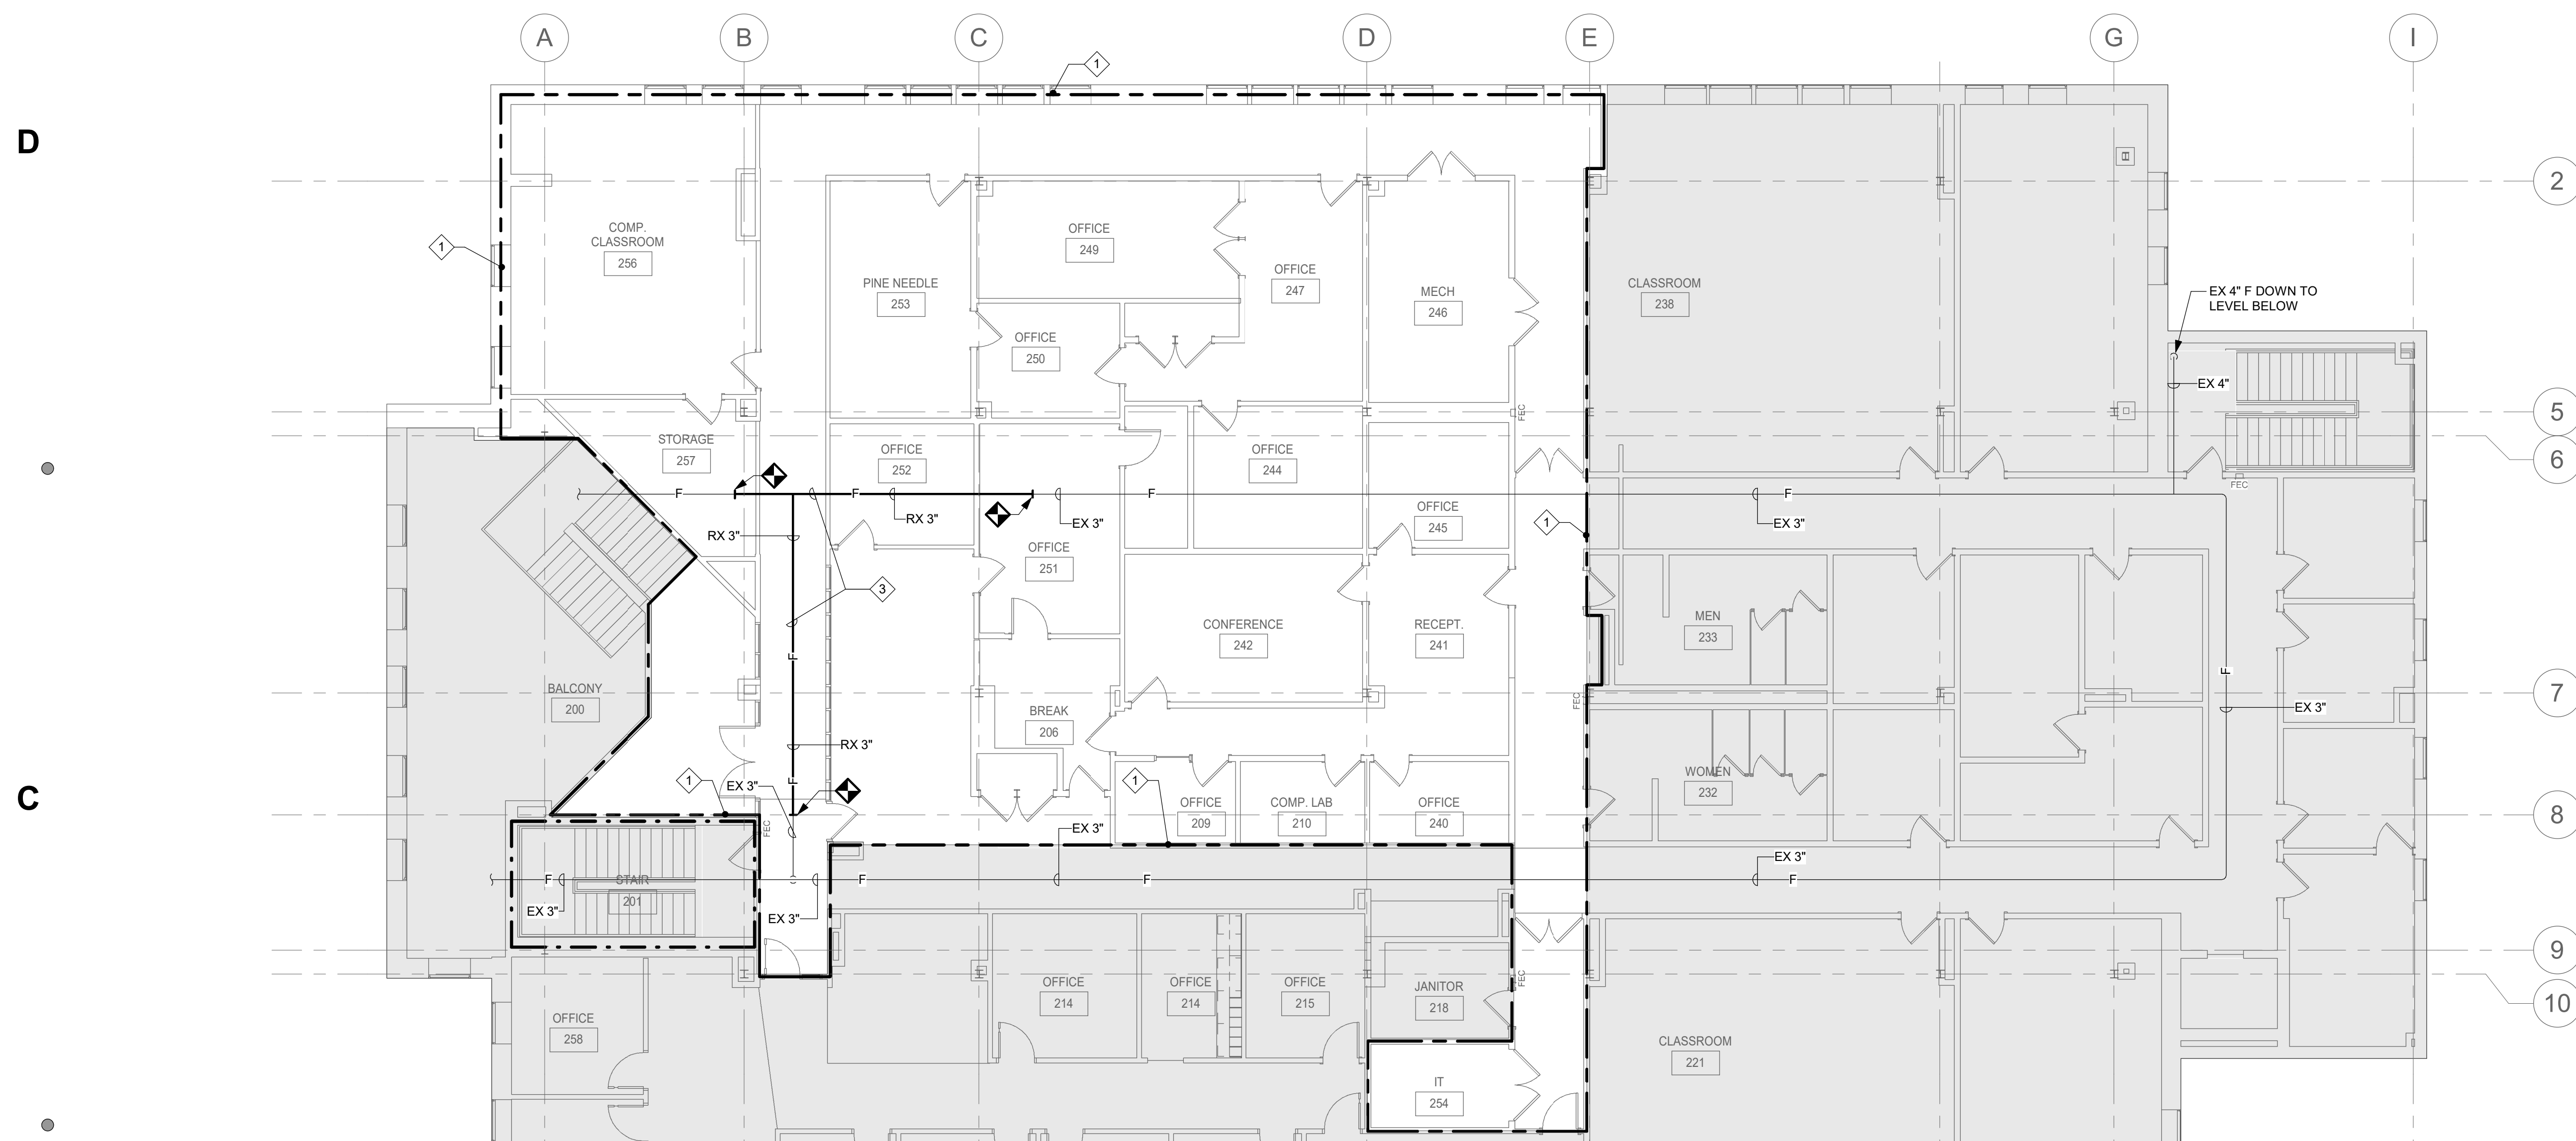 A
B
C
D
E
G
I
1
D
2
COMP.
CLASSROOM
256
1
PINE NEEDLE
253
OFFICE
249
OFFICE
247
MECH
246
CLASSROOM
238
EX 4" F DOWN TO
LEVEL BELOW
OFFICE
250
EX 4"
FEC
5
STORAGE
257
OFFICE
252
OFFICE
244
6
FEC
F
F
F
F
RX 3"
EX 3"
OFFICE
245
1
EX 3"
RX 3"
OFFICE
251
3
CONFERENCE
242
RECEPT.
241
MEN
233
F
F
BALCONY
200
BREAK
206
FEC
7
EX 3"
RX 3"
1
EX 3"
F
1
WOMEN
232
C
OFFICE
209
COMP. LAB
210
OFFICE
240
8
FEC
EX 3"
EX 3"
F
STAIR
201
F
F
F
EX 3"
EX 3"
9
OFFICE
214
OFFICE
214
OFFICE
215
JANITOR
218
FEC
10
OFFICE
258
CLASSROOM
221
IT
254